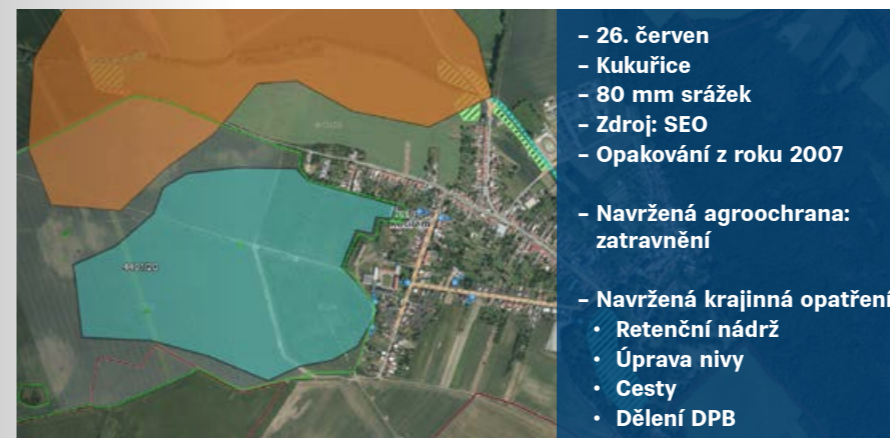 – 26. červen
– Kukuřice
– 80 mm srážek
– Zdroj: SEO
– Opakování z roku 2007
– Navržená agroochrana:
zatravnění
– Navržená krajinná opatření
• Retenční nádrž
• Úprava nivy
• Cesty
• Dělení DPB